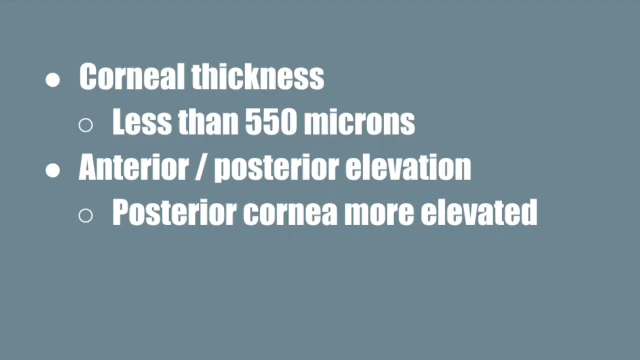 ● Corneal thickness
○ Less than 550 microns
● Anterior / posterior elevation
○ Posterior cornea more elevated